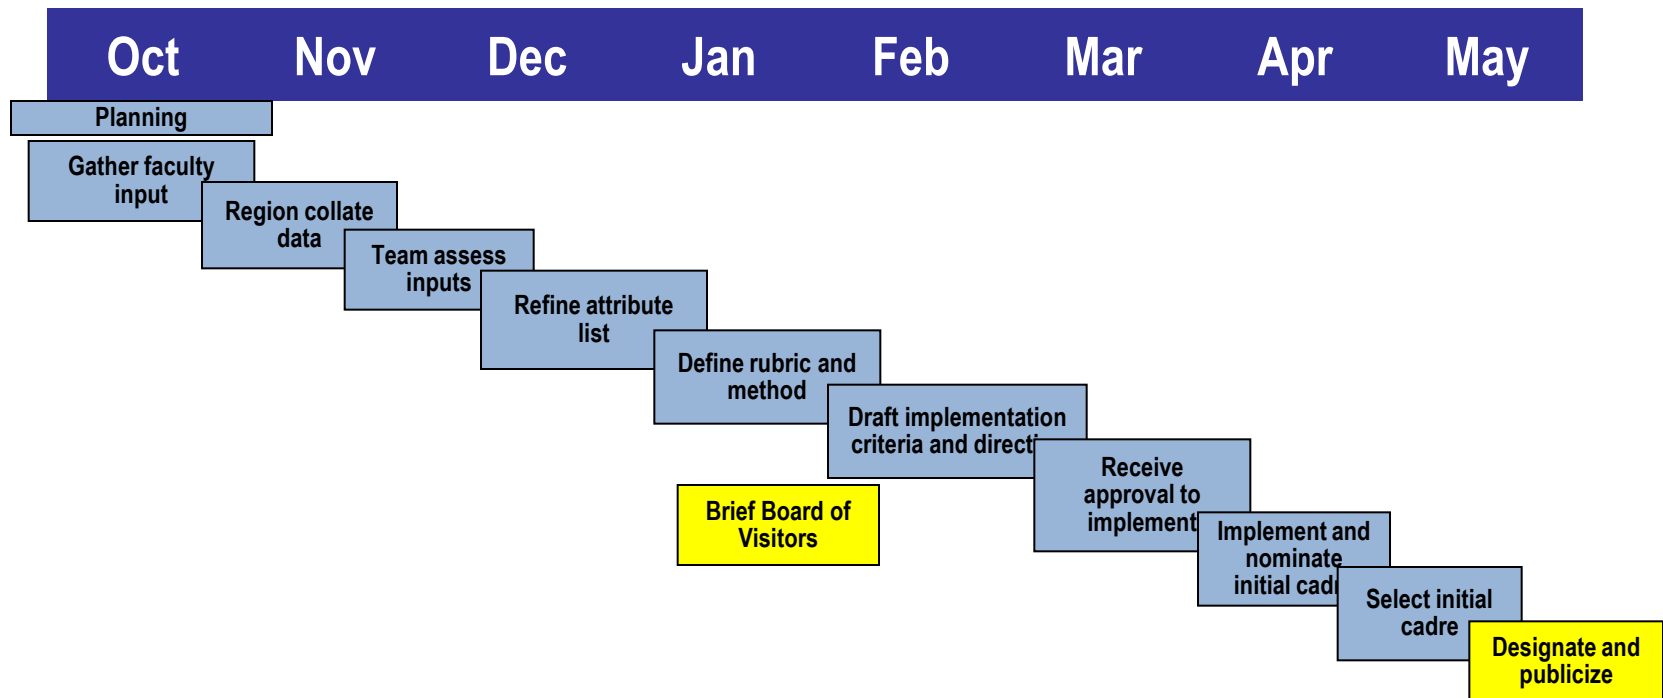 Oct Nov Dec Jan Feb Mar Apr May
Planning
Gather faculty
input
Region collate
data
Team assess
inputs
Refine attribute
list
Define rubric and
method
Draft implementation
criteria and
Receive
approval to
implement
Brief Board of
Visitors
Implement and
nominate
initial
Select initial
cadre
Designate and
publicize